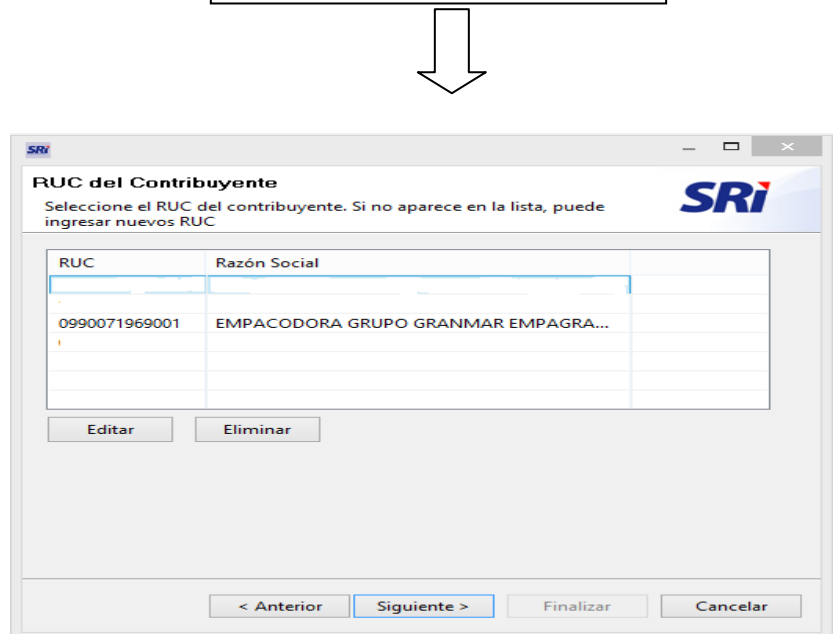 SRi
RUC del Contribuyente
SRi
Seleccione el RUC del contribuyente. Si no aparece en la lista, puede
ingresar nuevos RUC
RUC Razón Social
0990071969001 EMPACODORA GRUPO GRANMAR EMPAGRA...
Editar Eliminar
< Anterior Siguiente > Finalizar Cancelar